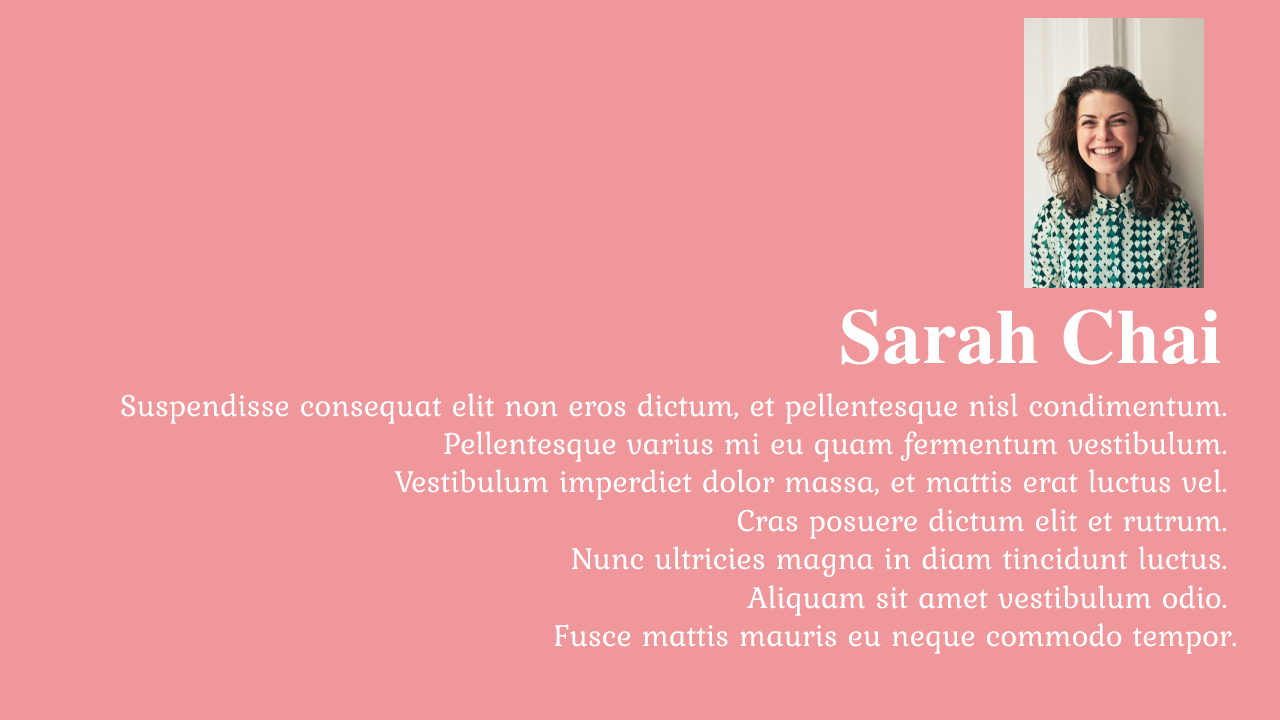 Sarah Chai
Suspendisse consequat elit non eros dictum, et pellentesque nisl condimentum.
Pellentesque varius mi eu quam fermentum vestibulum.
Vestibulum imperdiet dolor massa, et mattis erat luctus vel.
Cras posuere dictum elit et rutrum.
Nunc ultricies magna in diam tincidunt luctus.
Aliquam sit amet vestibulum odio.
Fusce mattis mauris eu neque commodo tempor.